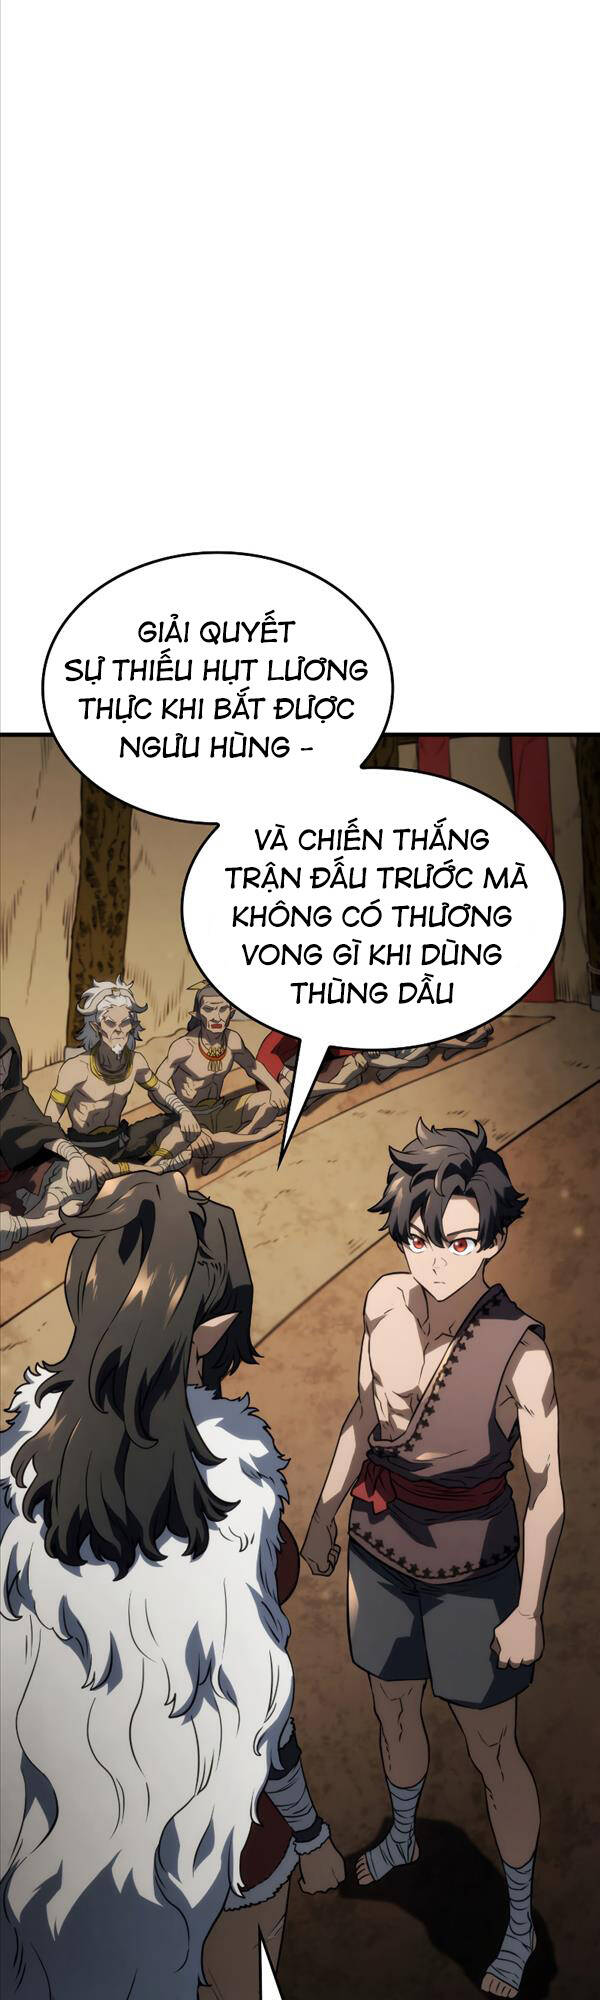 GIẢI QUYẾT
SỰ THIẾU HỤT LƯƠNG
THỰC KHI BẮT ĐƯỢC
NGƯU HÙNG -
VÀ CHIẾN THẮNG
TRẬN ĐẤU TRƯỚC MÀ
KHÔNG CÓ THƯƠNG
VONG GÌ KHI DÙNG
THÙNG DẦU